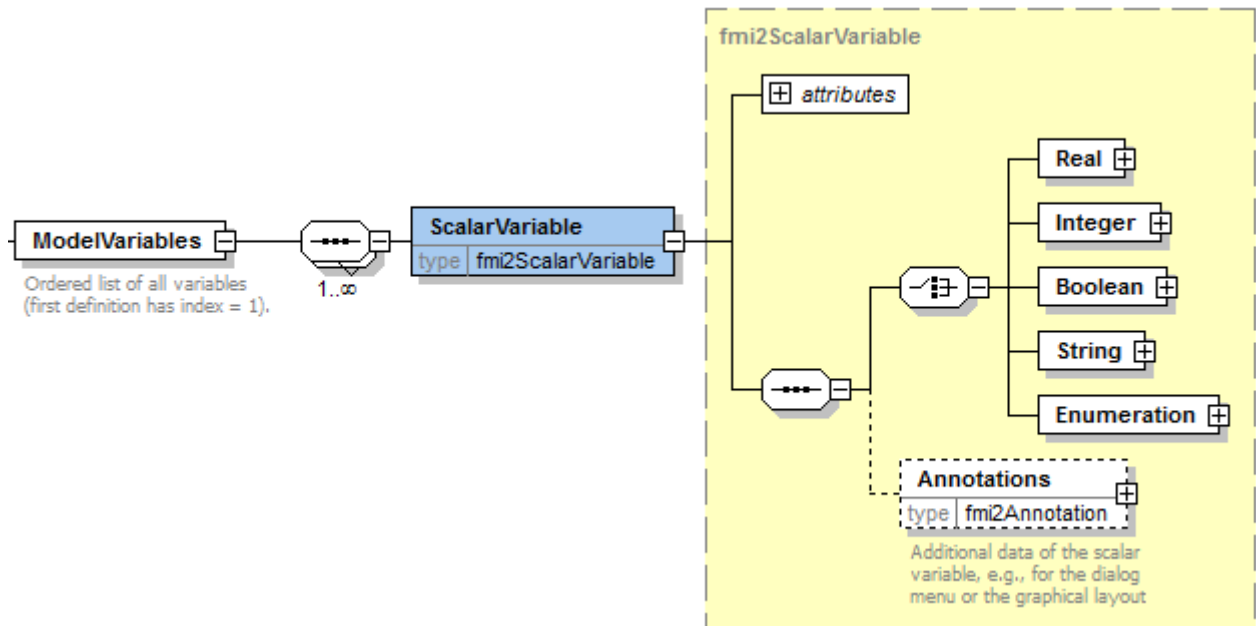 fmi2ScalarVariable
attributes
Real
Integer
ModelVariables
ScalarVariable
type fmi2ScalarVariable
Ordered list of all variables
(first definition has index = 1).
1..∞
Boolean
String
Enumeration
Annotations
type fmi2Annotation
Additional data of the scalar
variable, e.g., for the dialog
menu or the graphical layout